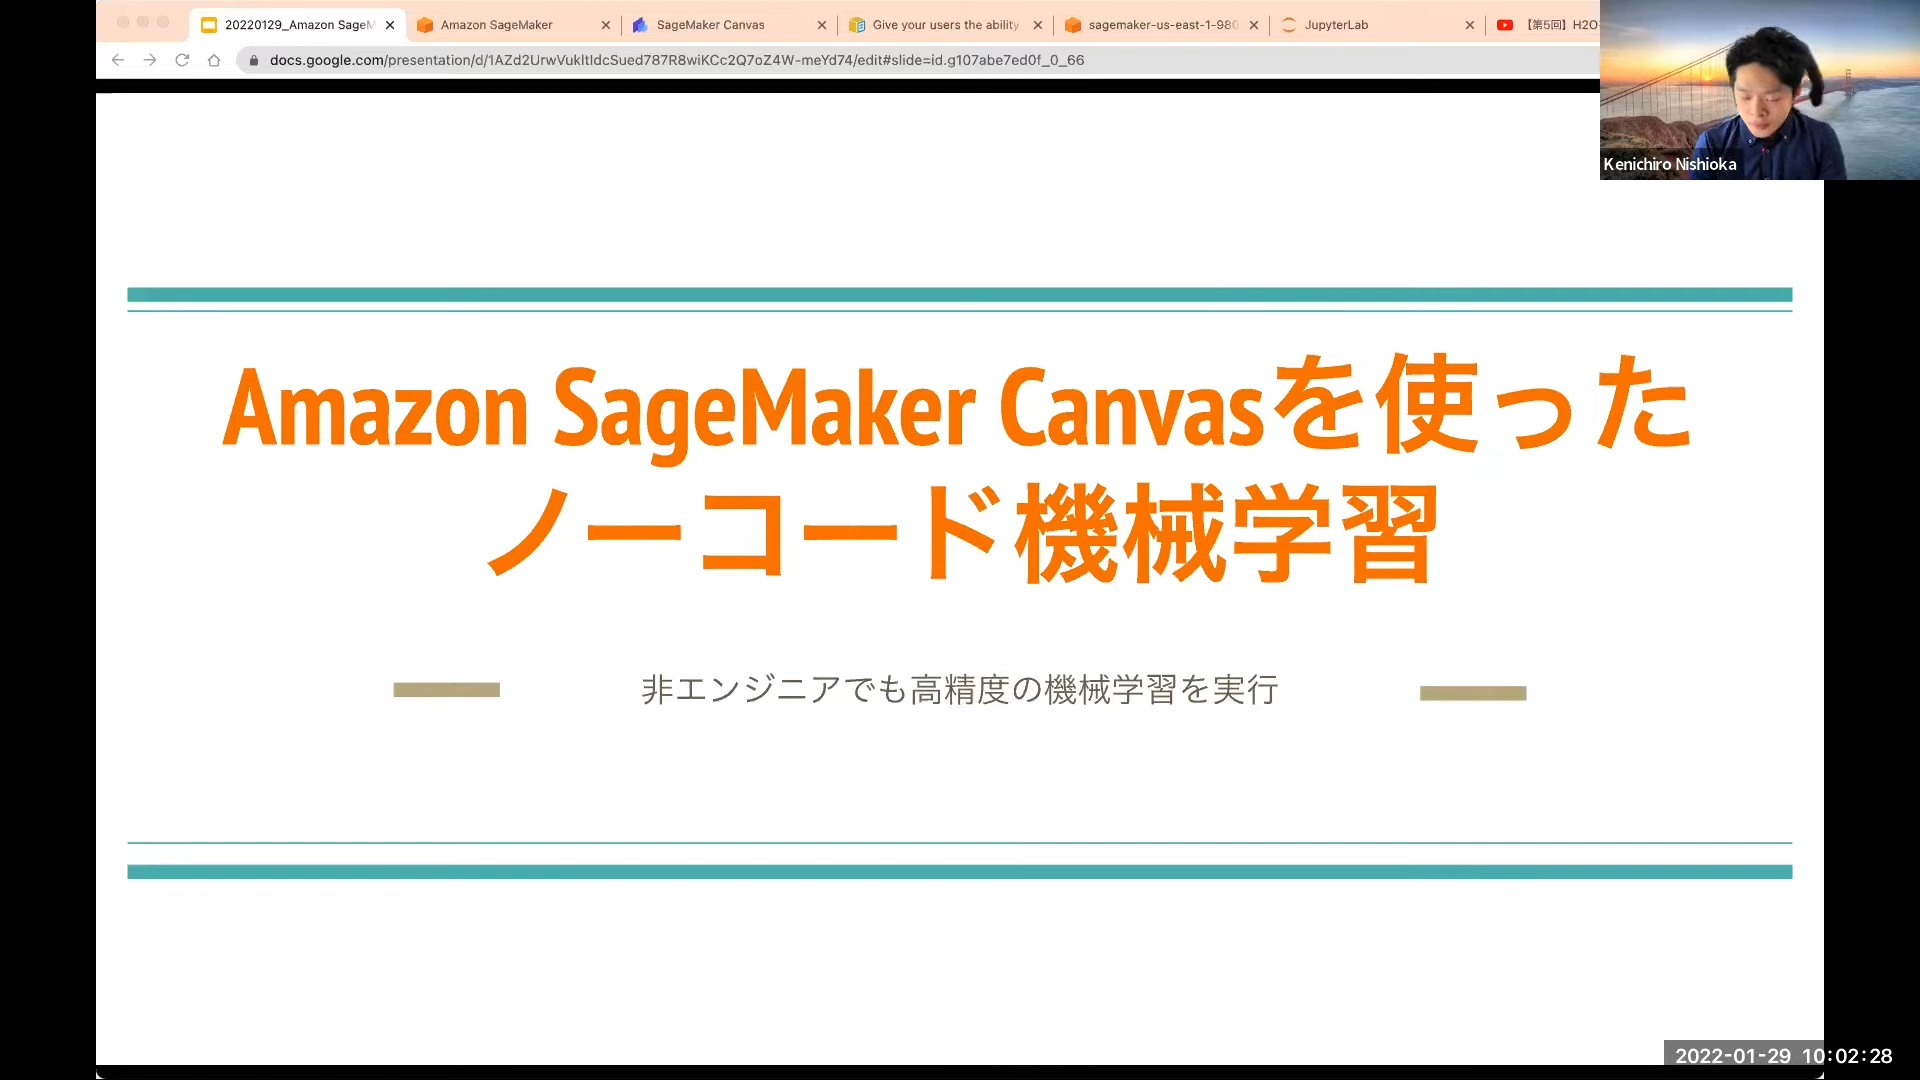 20220129_Amazon SageM
Amazon SageMaker
SageMaker Canvas
Give your users the ability
sagemaker-us-east-1-980
JupyterLab
【第5回】H2O
docs.google.com/presentation/d/1AZd2UrwVukltIdcSued787R8wiKCc2Q7oZ4W-meYd74/edit#slide=id.g107abe7ed0f_0_66
Kenichiro Nishioka
Amazon SageMaker Canvasを使った
ノーコード機械学習
非エンジニアでも高精度の機械学習を実行
2022-01-29 10:02:28